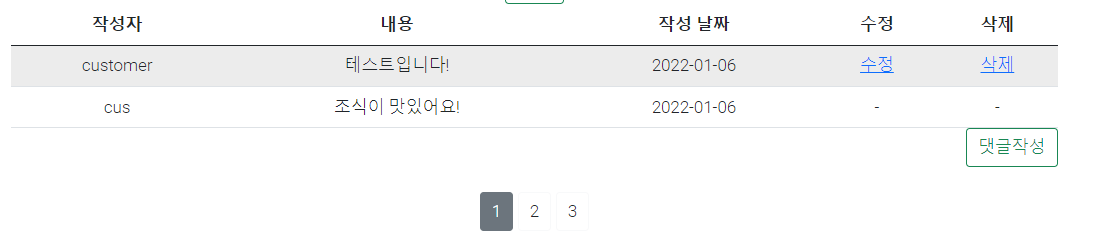 작성자 내용 작성 날짜 수정 삭제
customer 테스트입니다! 2022-01-06 수정 삭제
cus 조식이 맛있어요! 2022-01-06 - -
댓글작성
1 2 3